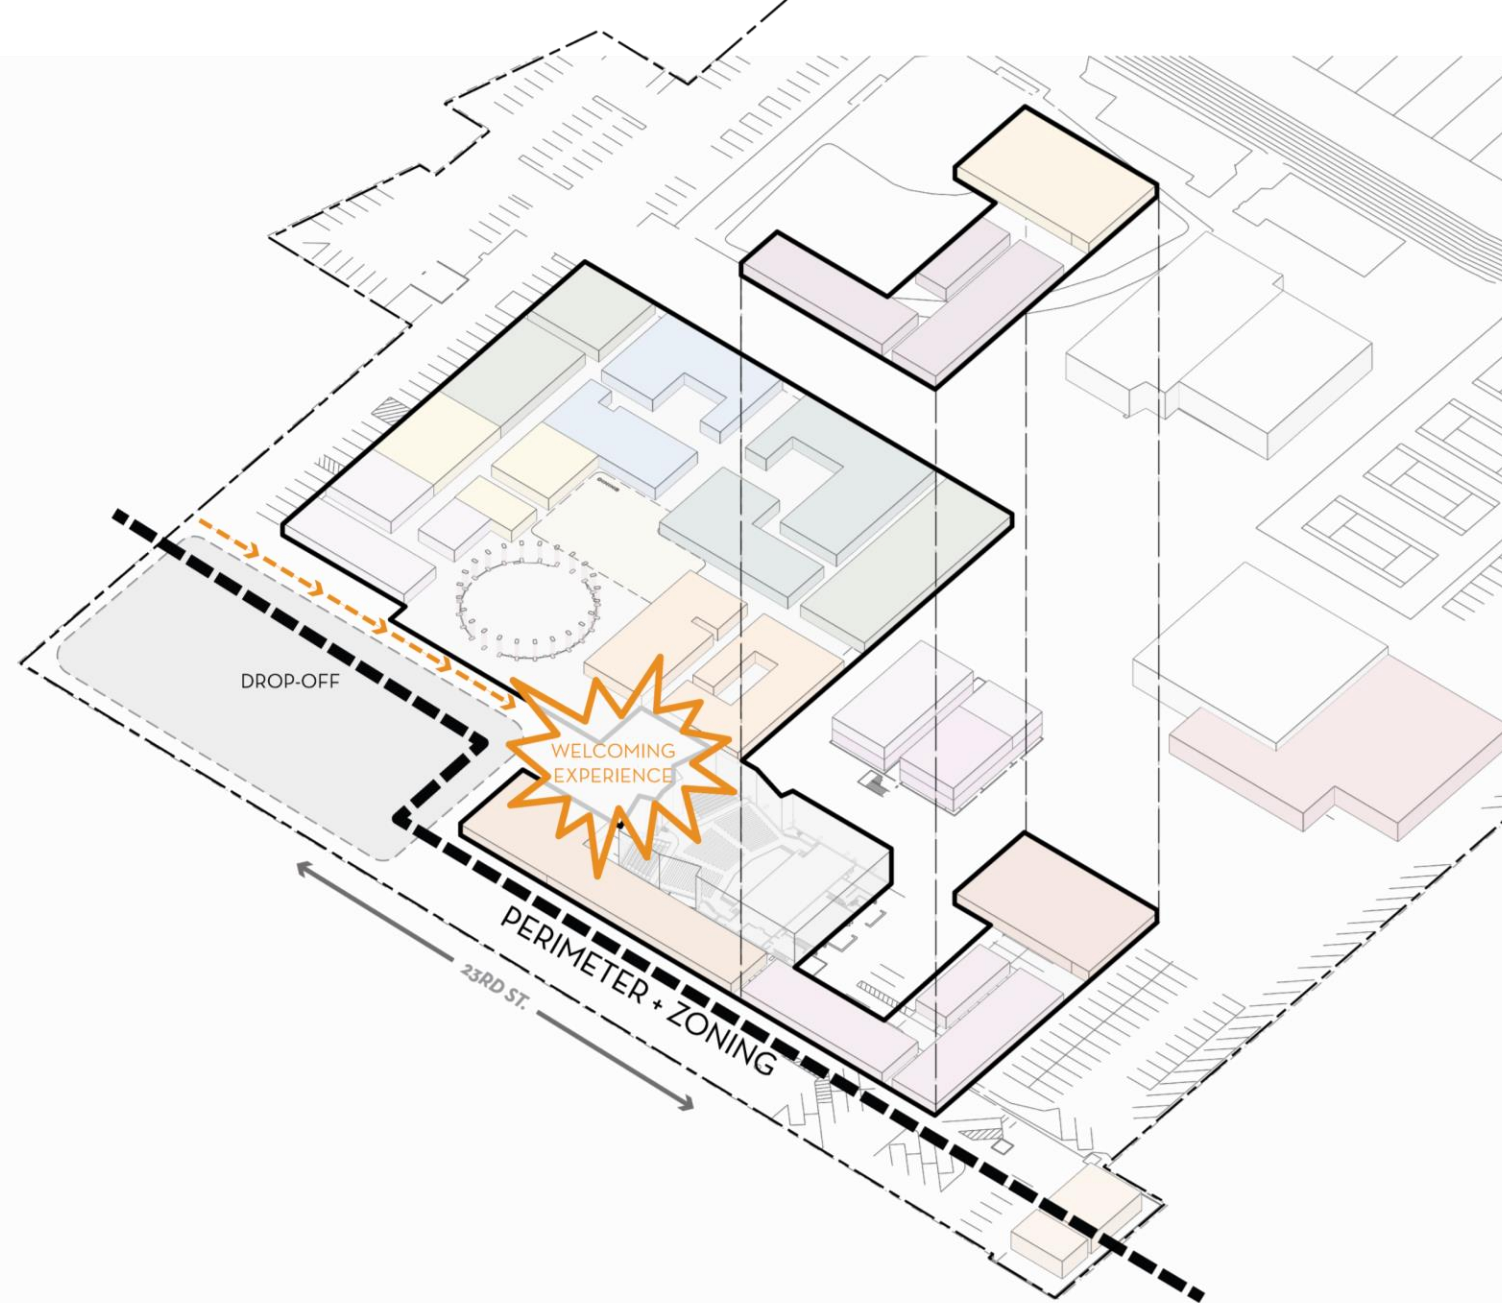 DROP-OFF
WELCOMING
EXPERIENCE
PERIMETER + ZONING
23RD ST.